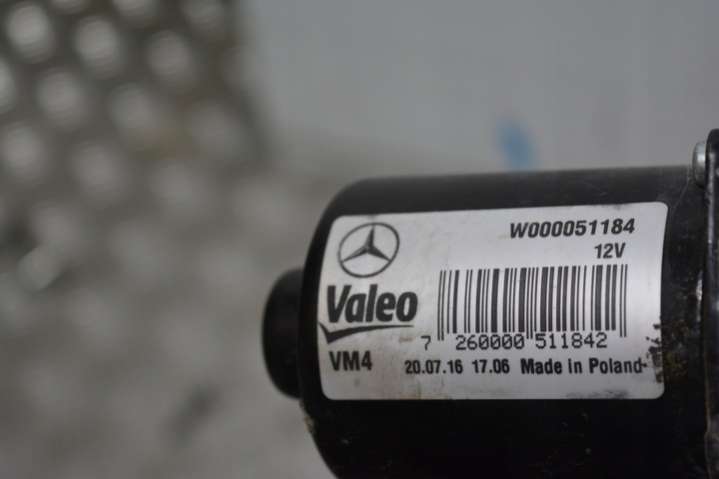 W000051184
12V
Valeo
7 260000 511842
VM4 20.07.16 17.06 Made in Poland